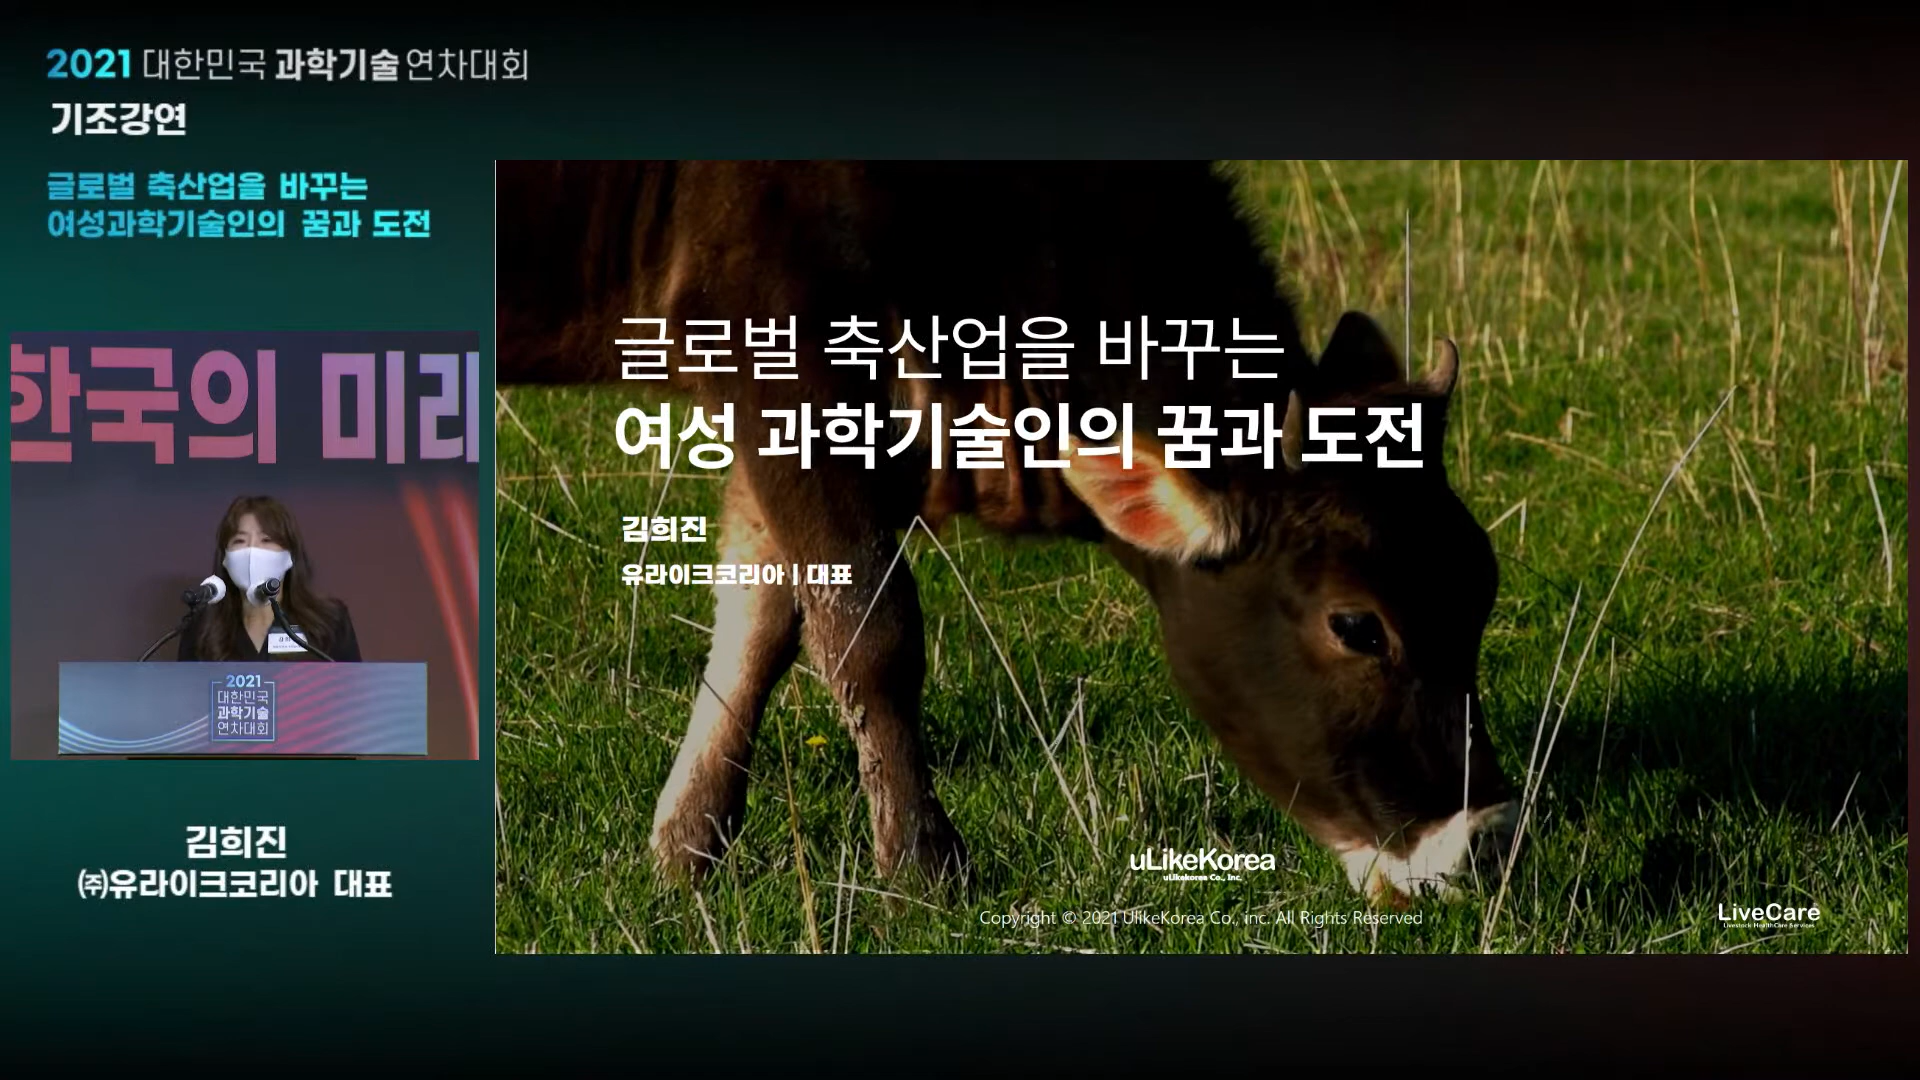 2021 대한민국 과학기술 연차대회
기조강연
글로벌 축산업을 바꾸는
여성과학기술인의 꿈과 도전
한국의 미래
2021
대한민국
과학기술
연차대회
김희진
㈜유라이크코리아 대표
글로벌 축산업을 바꾸는
여성 과학기술인의 꿈과 도전
김희진
유라이크코리아 | 대표
uLikeKorea
uLikekorea Co., Inc.
Copyright © 2021 UlikeKorea Co., inc. All Rights Reserved
LiveCare
Livestock HealthCare Services